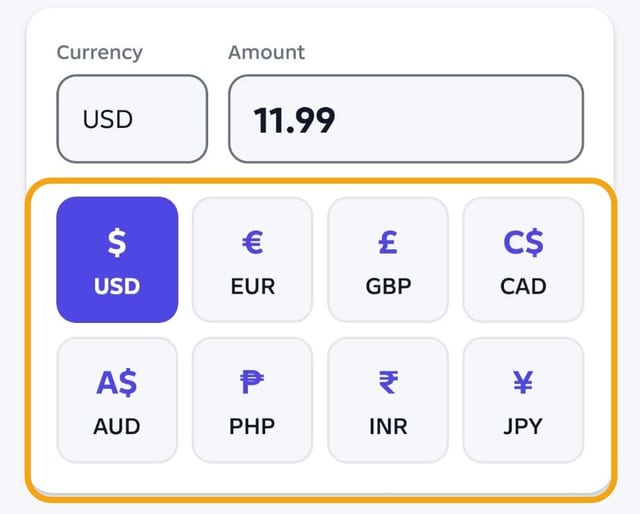 Currency Amount
USD 11.99
$ € £ C$
USD EUR GBP CAD
A$ ₱ ₹ ¥
AUD PHP INR JPY